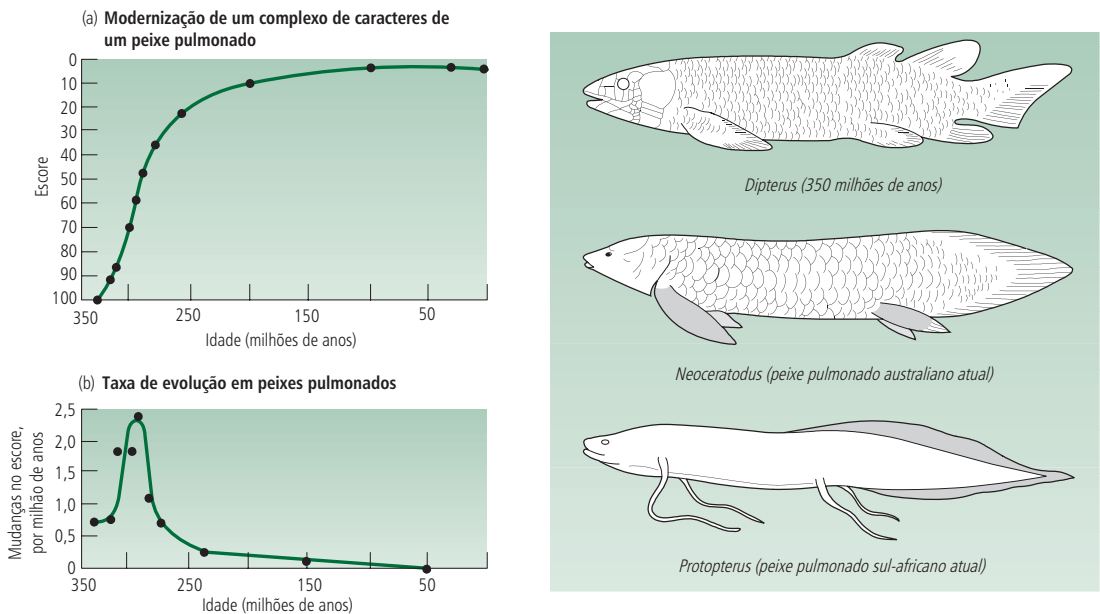 (a) Modernização de um complexo de caracteres de
um peixe pulmonado
Escore
0
10
20
30
40
50
60
70
80
90
100
350
250
150
50
Idade (milhões de anos)
(b) Taxa de evolução em peixes pulmonados
Mudanças no escore,
por milhão de anos
2,5
2,0
1,5
1,0
0,5
0
350
250
150
50
Idade (milhões de anos)
Dipterus (350 milhões de anos)
Neoceratodus (peixe pulmonado australiano atual)
Protopterus (peixe pulmonado sul-africano atual)